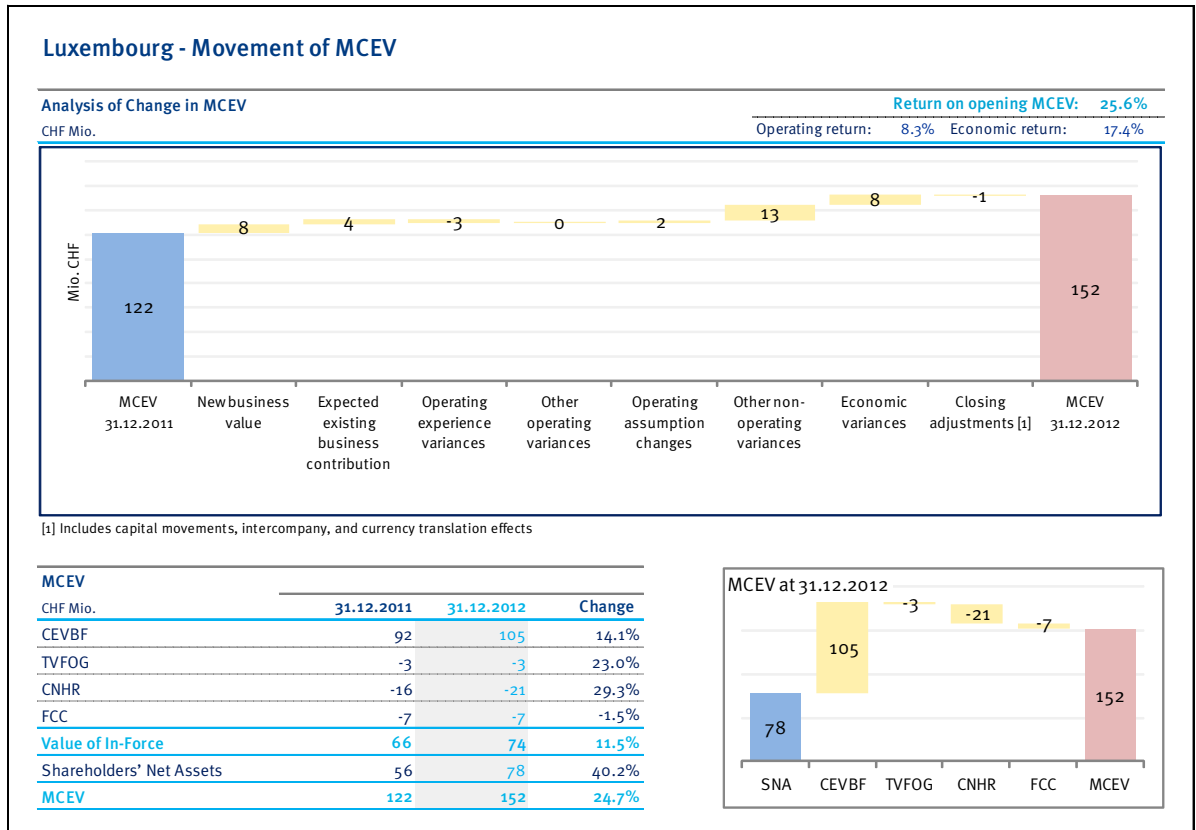 Luxembourg - Movement of MCEV
Analysis of Change in MCEV
Return on opening MCEV: 25.6%
CHF Mio.
Operating return: 8.3% Economic return: 17.4%
Mio. CHF
122
8
4
-3
0
2
13
8
-1
152
MCEV
31.12.2011
New business
value
Expected
existing
business
contribution
Operating
experience
variances
Other
operating
variances
Operating
assumption
changes
Other non-
operating
variances
Economic
variances
Closing
adjustments [1]
MCEV
31.12.2012
[1] Includes capital movements, intercompany, and currency translation effects
MCEV
CHF Mio. 31.12.2011 31.12.2012 Change
CEVBF 92 105 14.1%
TVFOG -3 -3 23.0%
CNHR -16 -21 29.3%
FCC -7 -7 -1.5%
Value of In-Force 66 74 11.5%
Shareholders' Net Assets 56 78 40.2%
MCEV 122 152 24.7%
MCEV at 31.12.2012
78
105
-3
-21
-7
152
SNA CEVBF TVFOG CNHR FCC MCEV